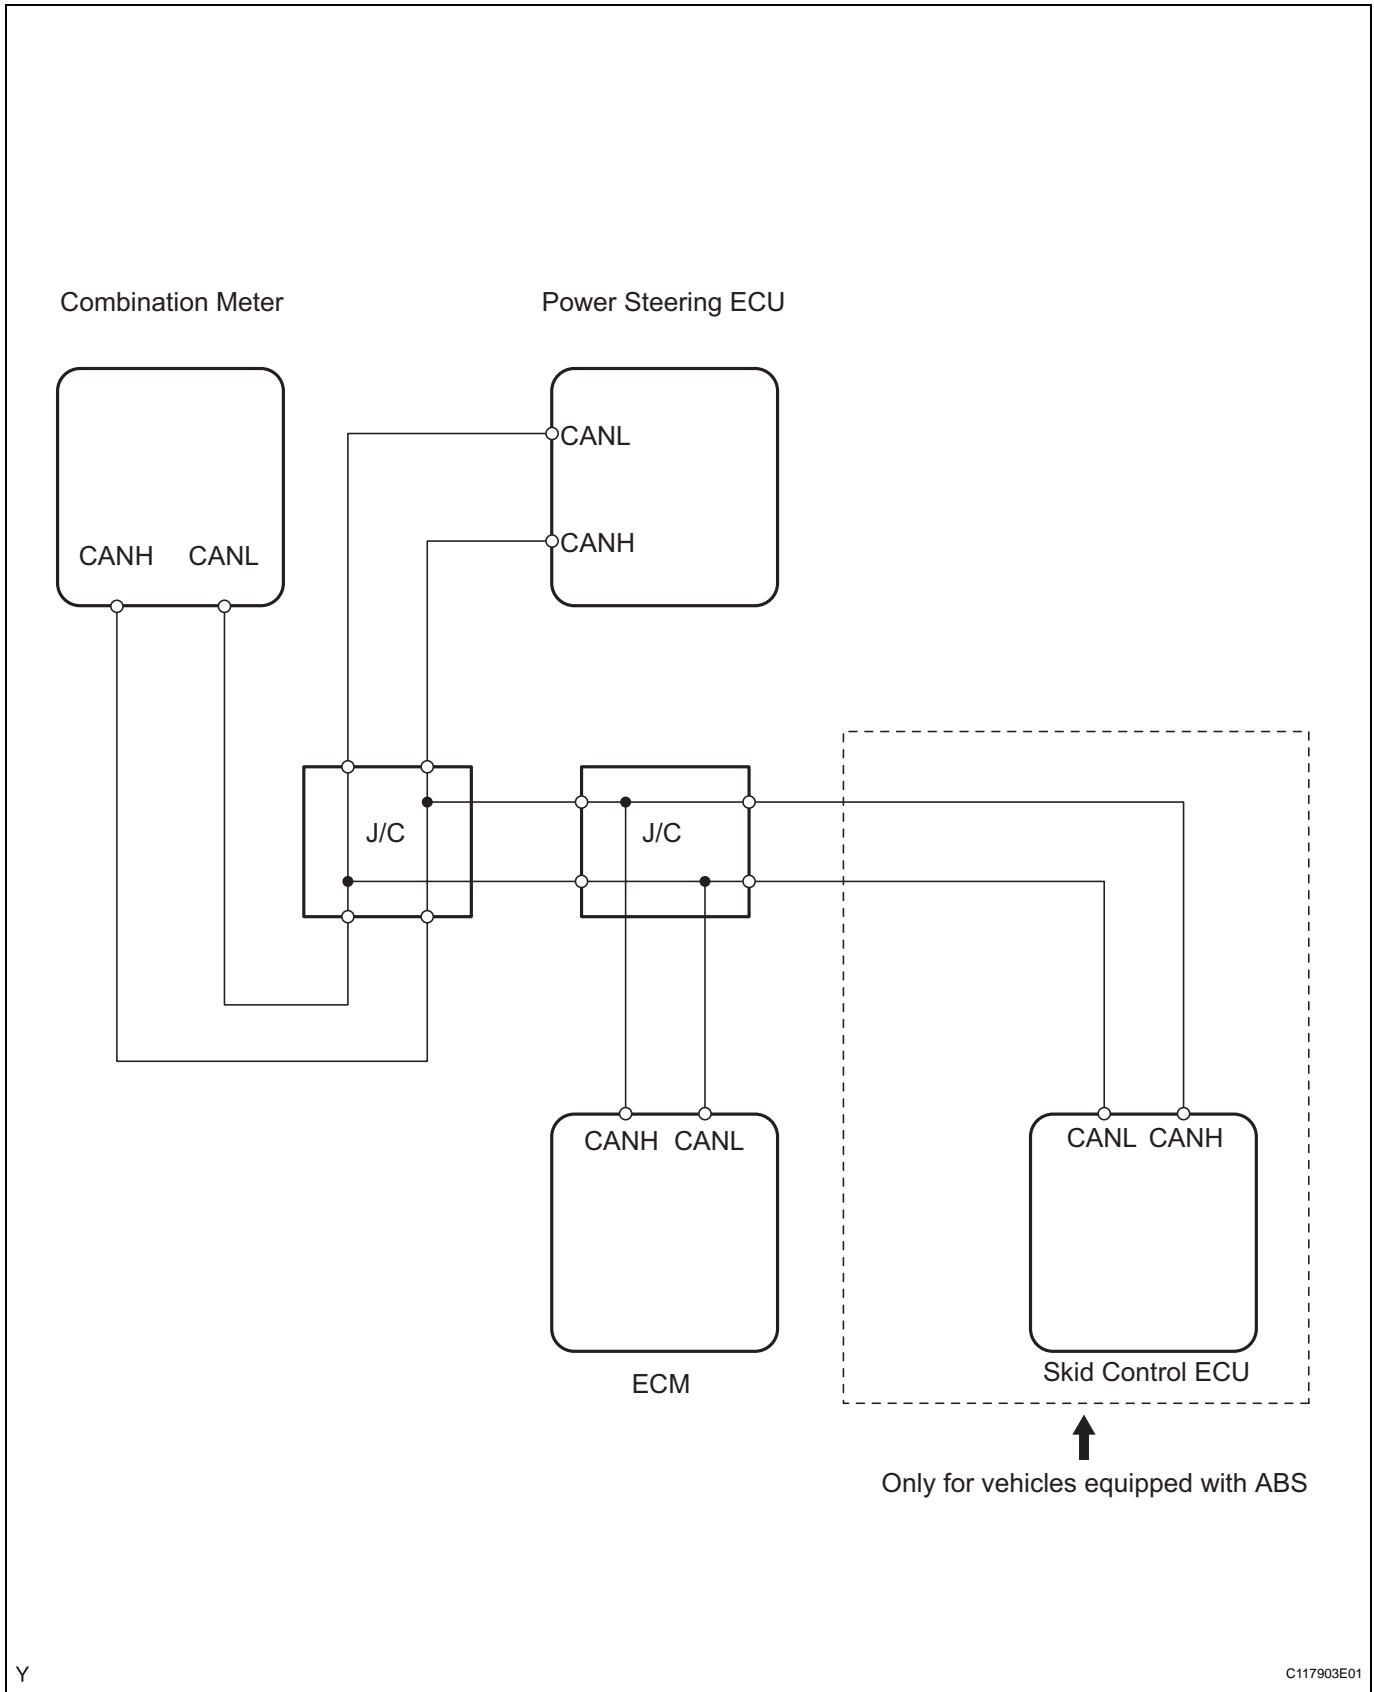 Combination Meter
Power Steering ECU
CANL
CANH
CANH CANL
J/C
J/C
CANH CANL
CANL CANH
Skid Control ECU
ECM
Only for vehicles equipped with ABS
Y
C117903E01